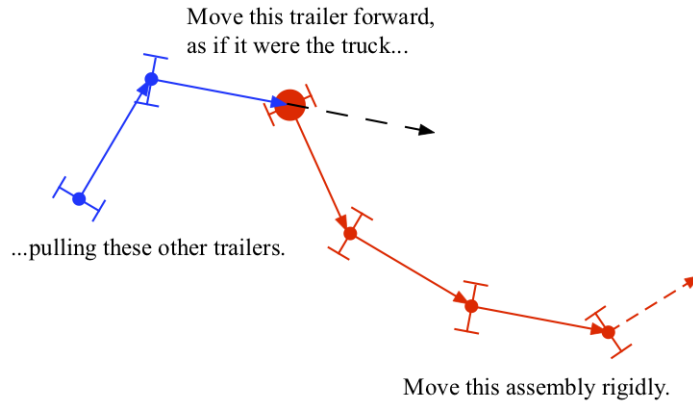 Move this trailer forward,
as if it were the truck...
...pulling these other trailers.
Move this assembly rigidly.